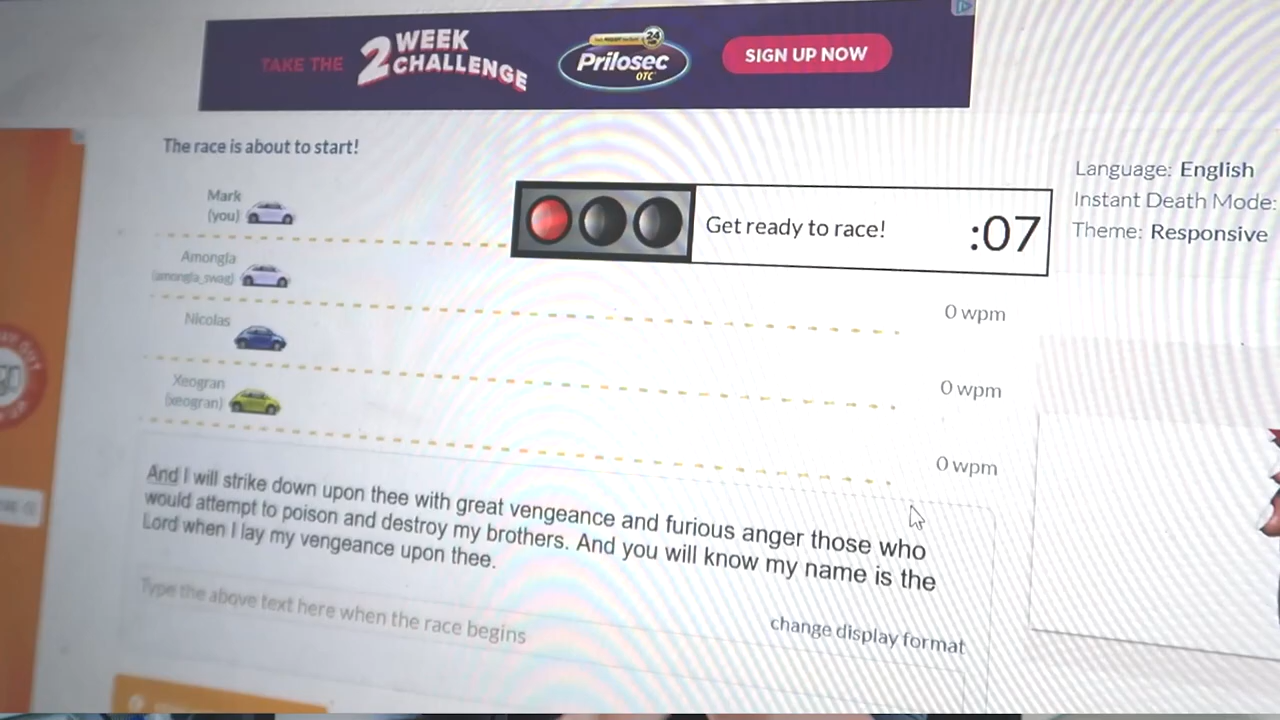 TAKE THE 2 WEEK CHALLENGE
Prilosec OTC
24
SIGN UP NOW
The race is about to start!
Language: English
Instant Death Mode:
Theme: Responsive
Mark
(you)
Get ready to race!
:07
Amongla
(amongla_swag)
0 wpm
Nicolas
0 wpm
Xeogran
(xeogran)
0 wpm
And I will strike down upon thee with great vengeance and furious anger those who
would attempt to poison and destroy my brothers. And you will know my name is the
Lord when I lay my vengeance upon thee.
Type the above text here when the race begins
change display format